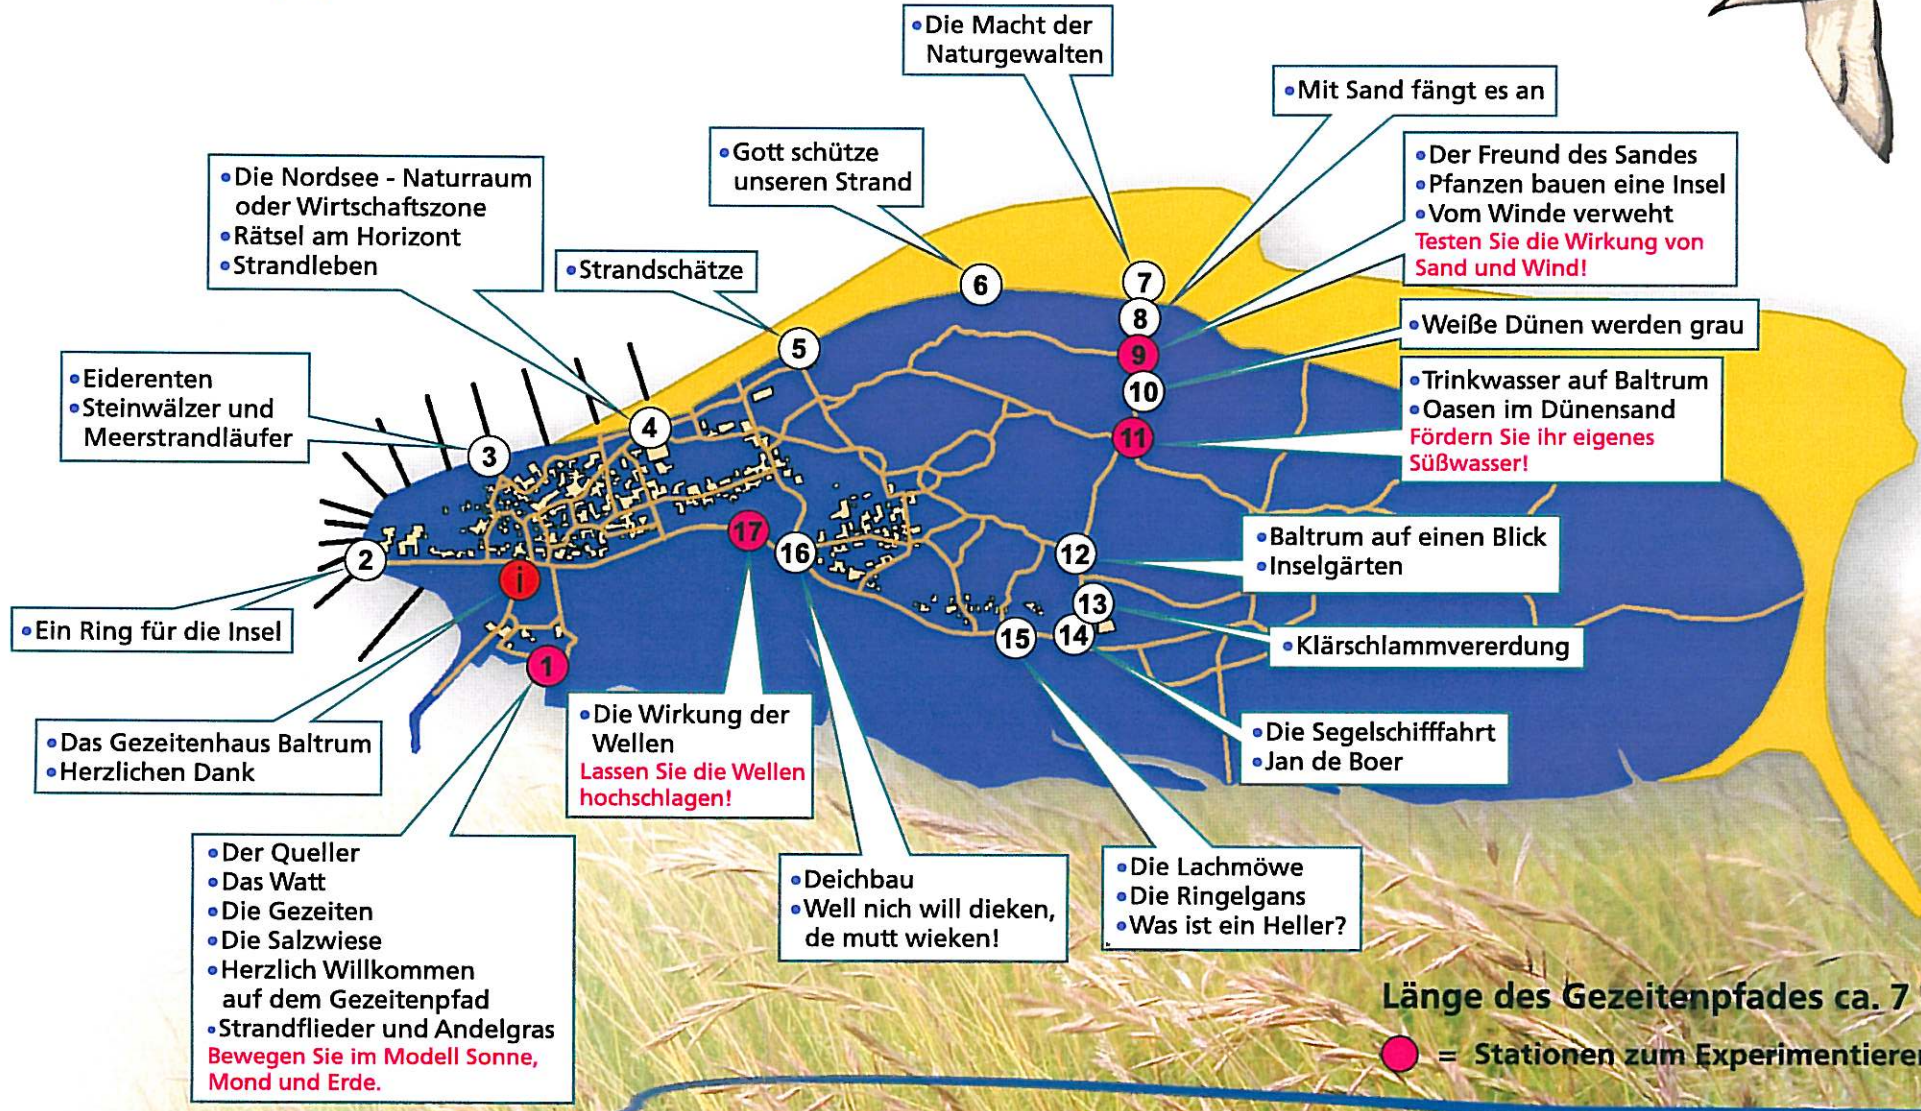 • Die Macht der
Naturgewalten
• Mit Sand fängt es an
• Gott schütze
unseren Strand
• Der Freund des Sandes
• Pfanzen bauen eine Insel
• Vom Winde verweht
Testen Sie die Wirkung von
Sand und Wind!
• Die Nordsee - Naturraum
oder Wirtschaftszone
• Rätsel am Horizont
• Strandleben
• Strandschätze
• Weiße Dünen werden grau
• Eiderenten
• Steinwälzer und
Meerstrandläufer
• Trinkwasser auf Baltrum
• Oasen im Dünensand
Fördern Sie ihr eigenes
Süßwasser!
6
7
8
5
9
10
4
11
3
17
16
12
2
i
13
15
14
1
• Baltrum auf einen Blick
• Inselgärten
• Ein Ring für die Insel
• Klärschlammvererdung
• Das Gezeitenhaus Baltrum
• Herzlichen Dank
• Die Wirkung der
Wellen
Lassen Sie die Wellen
hochschlagen!
• Die Segelschifffahrt
• Jan de Boer
• Der Queller
• Das Watt
• Die Gezeiten
• Die Salzwiese
• Herzlich Willkommen
auf dem Gezeitenpfad
• Strandflieder und Andelgras
Bewegen Sie im Modell Sonne,
Mond und Erde.
• Deichbau
• Well nich will dieken,
de mutt wieken!
• Die Lachmöwe
• Die Ringelgans
• Was ist ein Heller?
Länge des Gezeitenpfades ca. 7
= Stationen zum Experimentieren